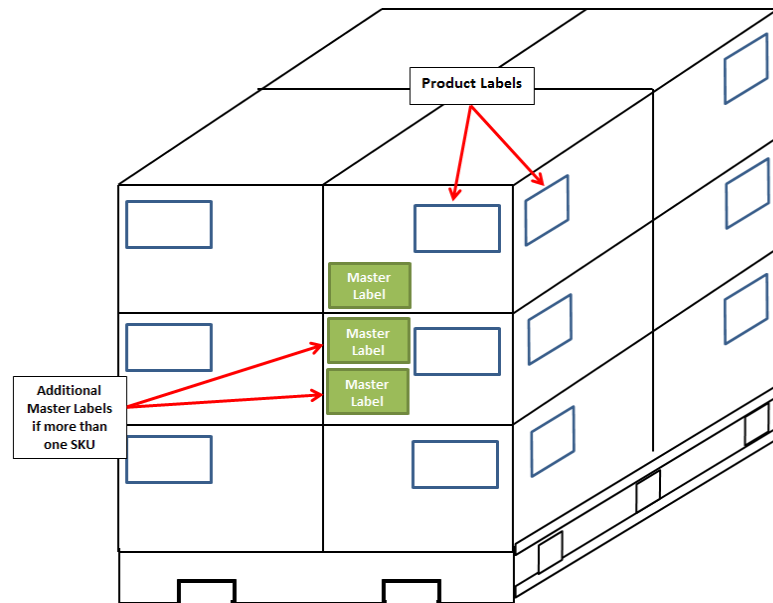 Product Labels
Master
Label
Master
Label
Master
Label
Additional
Master Labels
if more than
one SKU